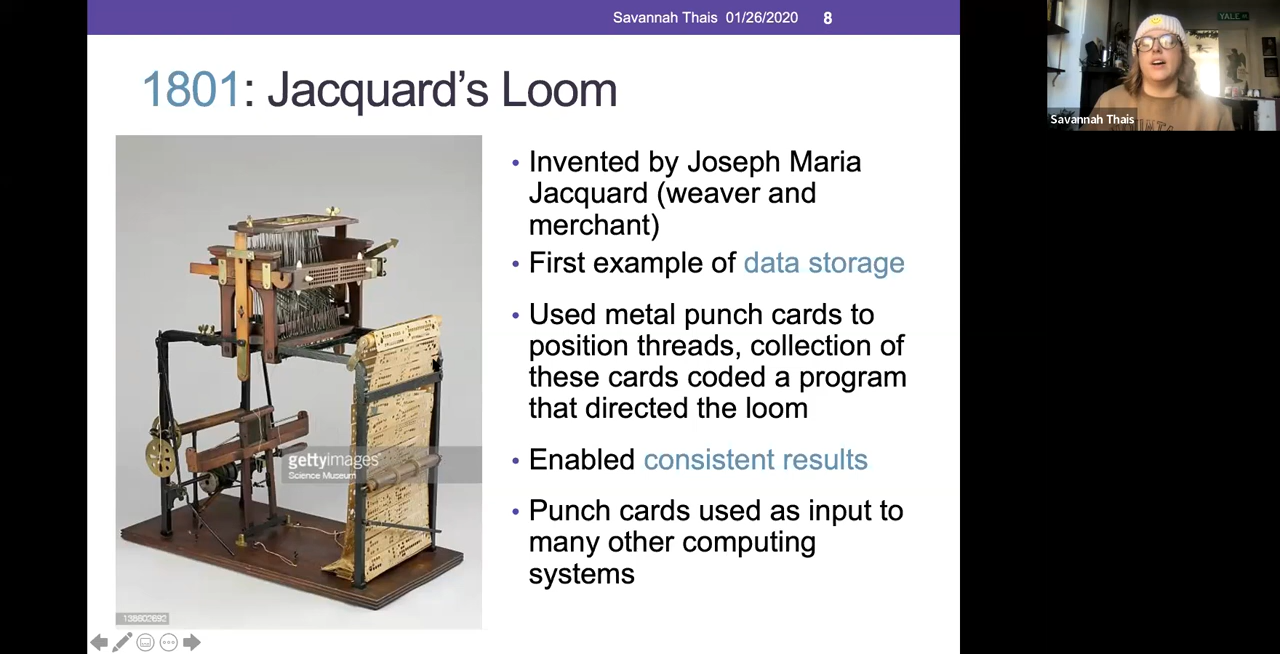 Savannah Thais 01/26/2020 8
YALE
Savannah Thais
1801: Jacquard's Loom
• Invented by Joseph Maria
Jacquard (weaver and
merchant)
• First example of data storage
• Used metal punch cards to
position threads, collection of
these cards coded a program
that directed the loom
• Enabled consistent results
• Punch cards used as input to
many other computing
systems
gettyimages
Science Museum